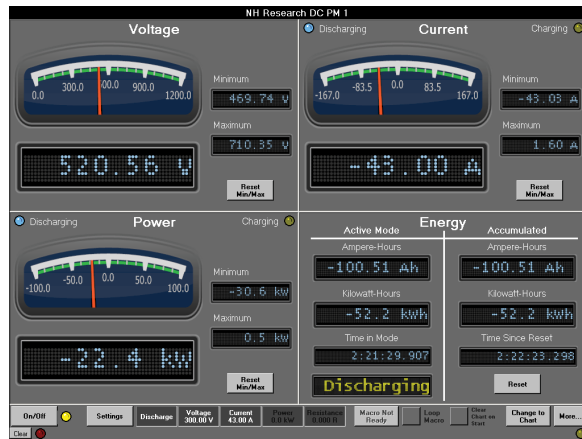 NH Research DC PM 1
Voltage
0.0 300.0 600.0 900.0 1200.0
Minimum
469.74 V
Maximum
710.35 V
520.56 V
Reset Min/Max
Discharging Current Charging
-167.0 -83.5 0.0 83.5 167.0
Minimum
-43.03 A
Maximum
1.60 A
-43.00 A
Reset Min/Max
Discharging Power Charging
-100.0 -50.0 0.0 50.0 100.0
Minimum
-30.6 kW
Maximum
0.5 kW
-22.4 kW
Reset Min/Max
Energy
Active Mode Accumulated
Ampere-Hours Ampere-Hours
-100.51 Ah -100.51 Ah
Kilowatt-Hours Kilowatt-Hours
-52.2 kWh -52.2 kWh
Time in Mode Time Since Reset
2:21:29.907 2:22:23.298
Discharging Reset
On/Off Settings Discharge Voltage 300.00 V Current 43.00 A Power 0.0 kW Resistance 0.000 R Macro Not Ready Loop Macro Clear Chart on Start Change to Chart More...
Clear